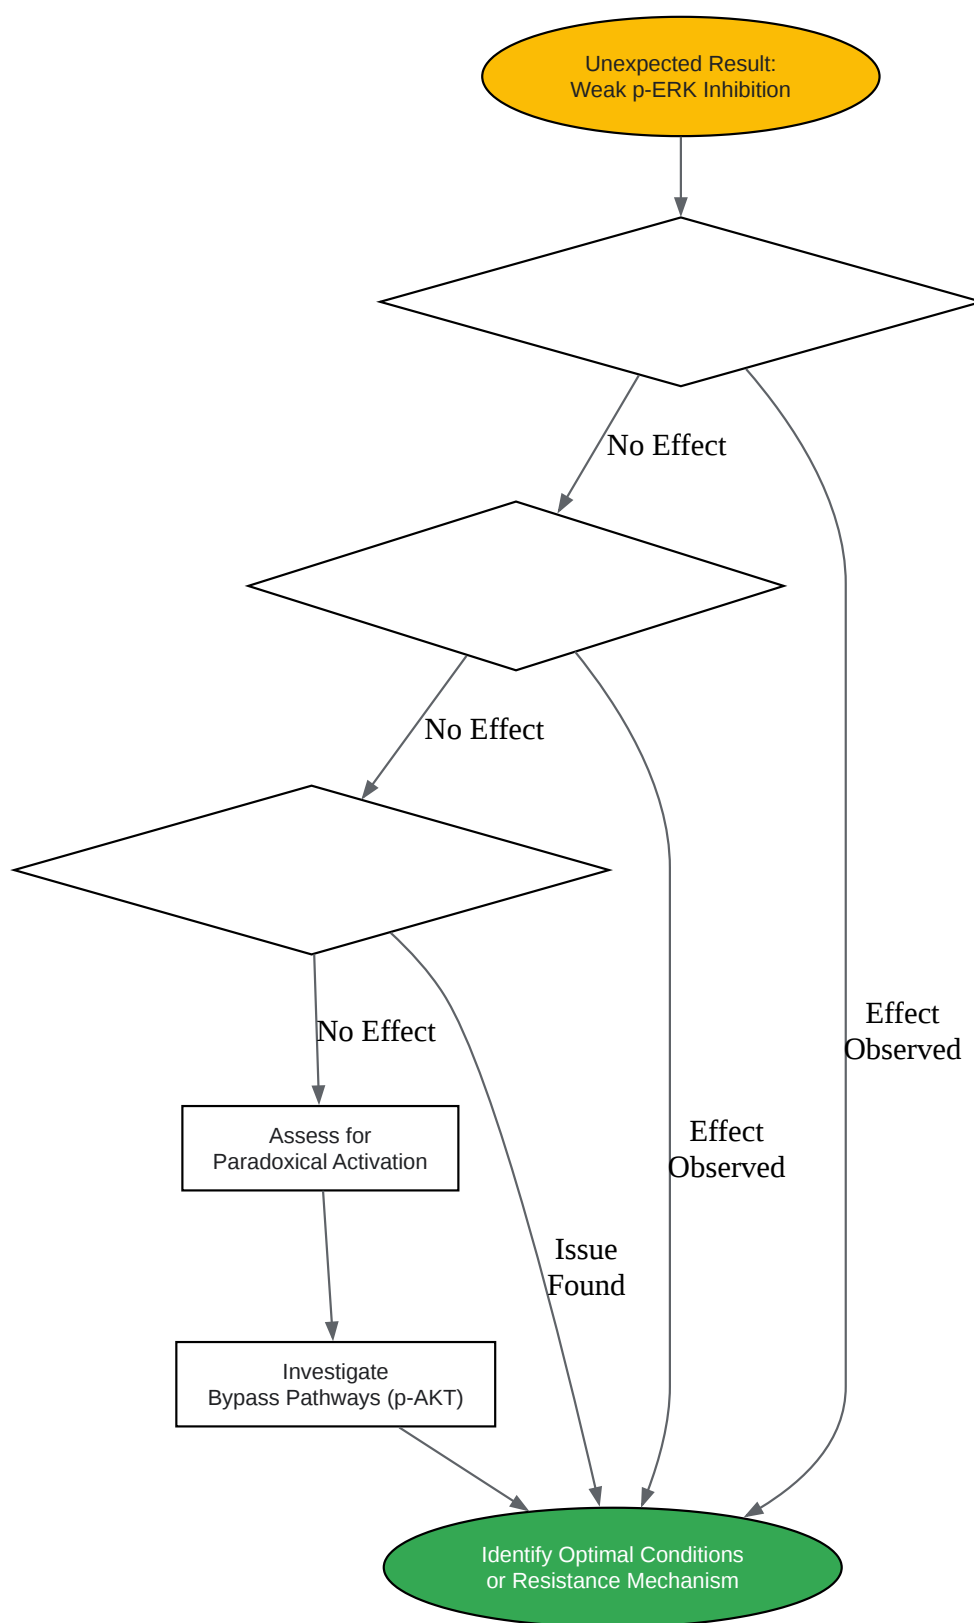 Unexpected Result:
Weak p-ERK Inhibition
No Effect
No Effect
No Effect
Effect
Observed
Assess for
Paradoxical Activation
Effect
Observed
Issue
Found
Investigate
Bypass Pathways (p-AKT)
Identify Optimal Conditions
or Resistance Mechanism